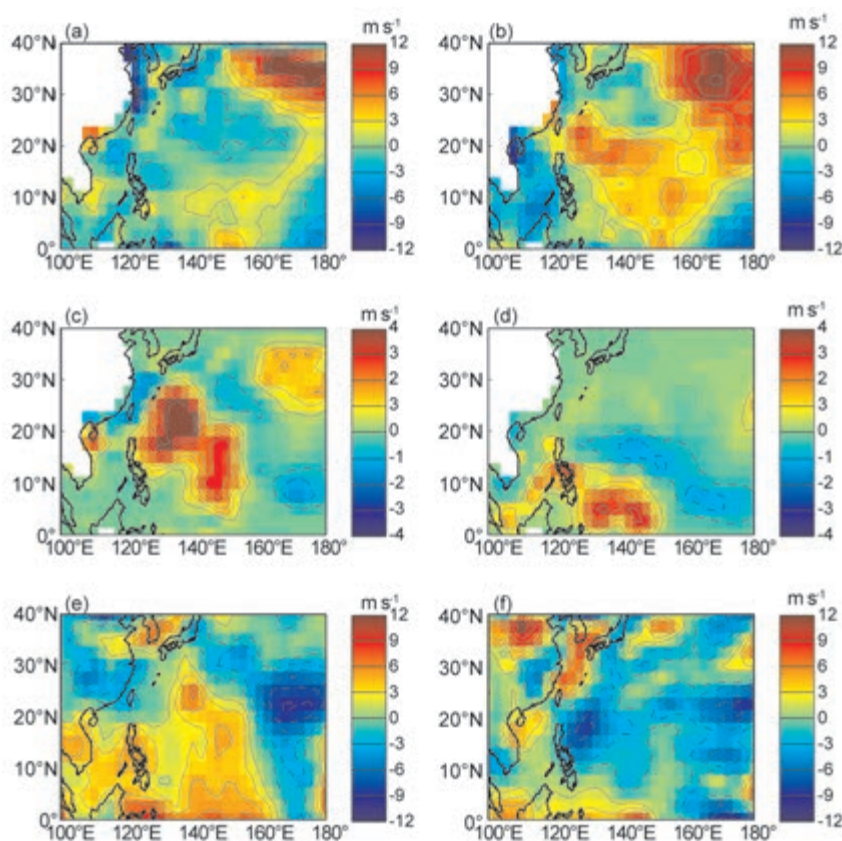 (a) m s-1 (b) m s-1
40°N 12 40°N 12
9 9
30°N 6 30°N 6
3 3
20°N 0 20°N 0
-3 -3
10°N -6 10°N -6
-9 -9
0° -12 0° -12
100°E 120°E 140°E 160°E 180° 100°E 120°E 140°E 160°E 180°
(c) m s-1 (d) m s-1
40°N 4 40°N 4
3 3
30°N 2 30°N 2
3 3
20°N 0 20°N 0
-1 -1
10°N -2 10°N -2
-3 -3
0° -4 0° -4
100°E 120°E 140°E 160°E 180° 100°E 120°E 140°E 160°E 180°
(e) m s-1 (f) m s-1
40°N 12 40°N 12
9 9
30°N 6 30°N 6
3 3
20°N 0 20°N 0
-3 -3
10°N -6 10°N -6
-9 -9
0° -12 0° -12
100°E 120°E 140°E 160°E 180° 100°E 120°E 140°E 160°E 180°